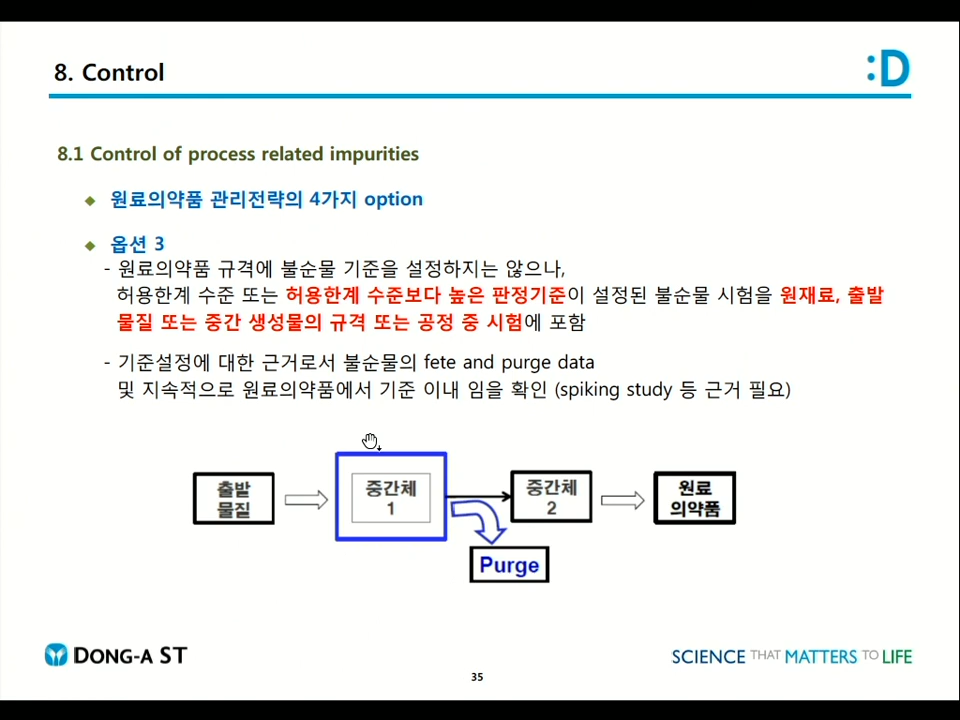 8. Control
:D
8.1 Control of process related impurities
◆ 원료의약품 관리전략의 4가지 option
◆ 옵션 3
- 원료의약품 규격에 불순물 기준을 설정하지는 않으나,
허용한계 수준 또는 허용한계 수준보다 높은 판정기준이 설정된 불순물 시험을 원재료, 출발
물질 또는 중간 생성물의 규격 또는 공정 중 시험에 포함
- 기준설정에 대한 근거로서 불순물의 fete and purge data
및 지속적으로 원료의약품에서 기준 이내 임을 확인 (spiking study 등 근거 필요)
출발
물질
중간체
1
중간체
2
원료
의약품
Purge
DONG-A ST
SCIENCE THAT MATTERS TO LIFE
35